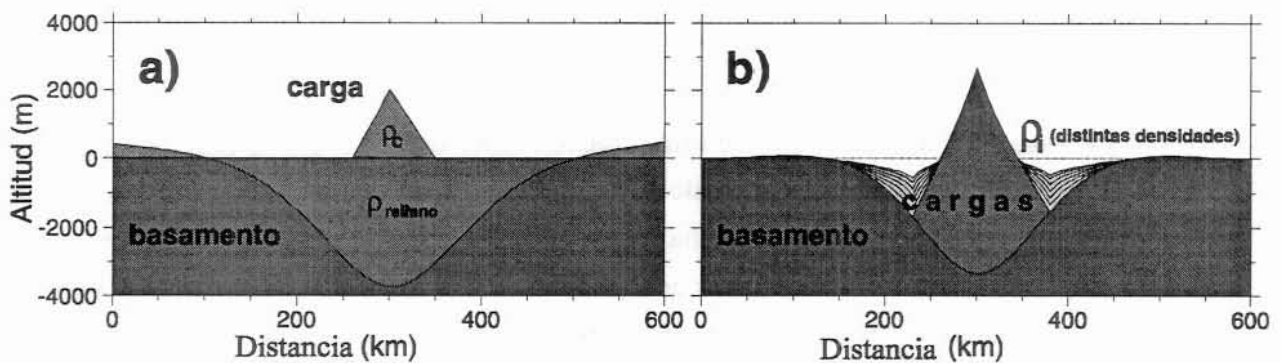 4000
2000
0
-2000
-4000
Altitud (m)
a)
carga
ρc
ρrelleno
basamento
0
200
400
600
Distancia (km)
b)
ρi (distintas densidades)
cargas
basamento
0
200
400
600
Distancia (km)